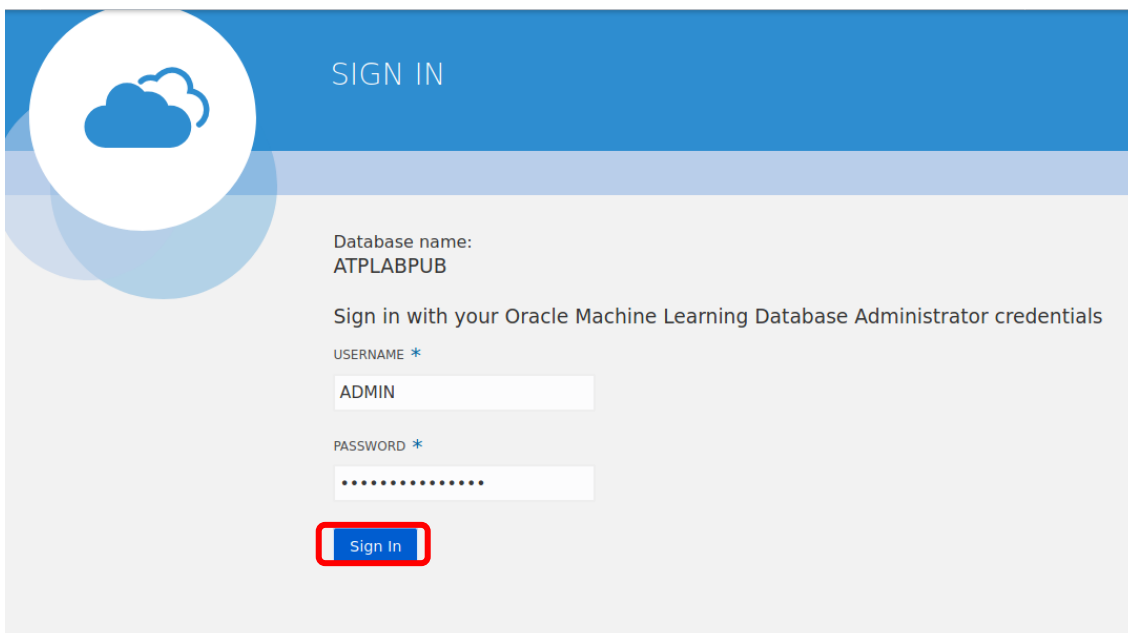 SIGN IN
Database name:
ATPLABPUB
Sign in with your Oracle Machine Learning Database Administrator credentials
USERNAME *
ADMIN
PASSWORD *
•••••••••••••••
Sign In